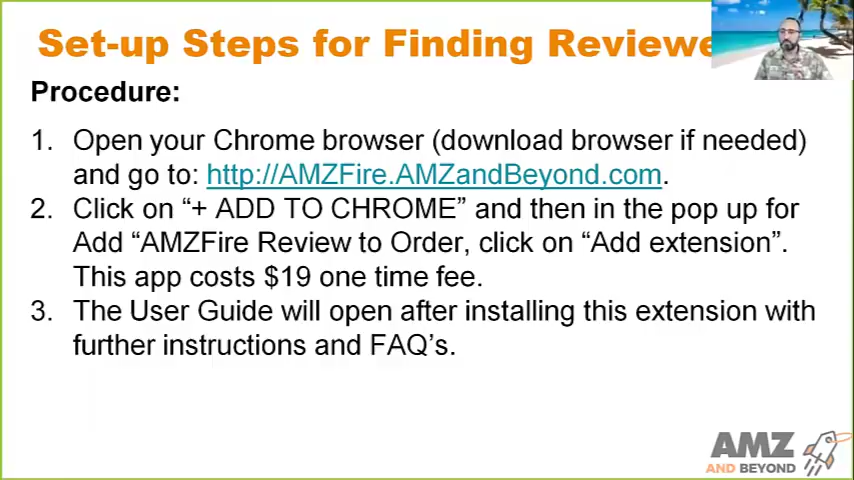 Set-up Steps for Finding Reviewe
Procedure:
1. Open your Chrome browser (download browser if needed)
and go to: http://AMZFire.AMZandBeyond.com.
2. Click on “+ ADD TO CHROME” and then in the pop up for
Add “AMZFire Review to Order, click on “Add extension”.
This app costs $19 one time fee.
3. The User Guide will open after installing this extension with
further instructions and FAQ’s.
AMZ
AND BEYOND